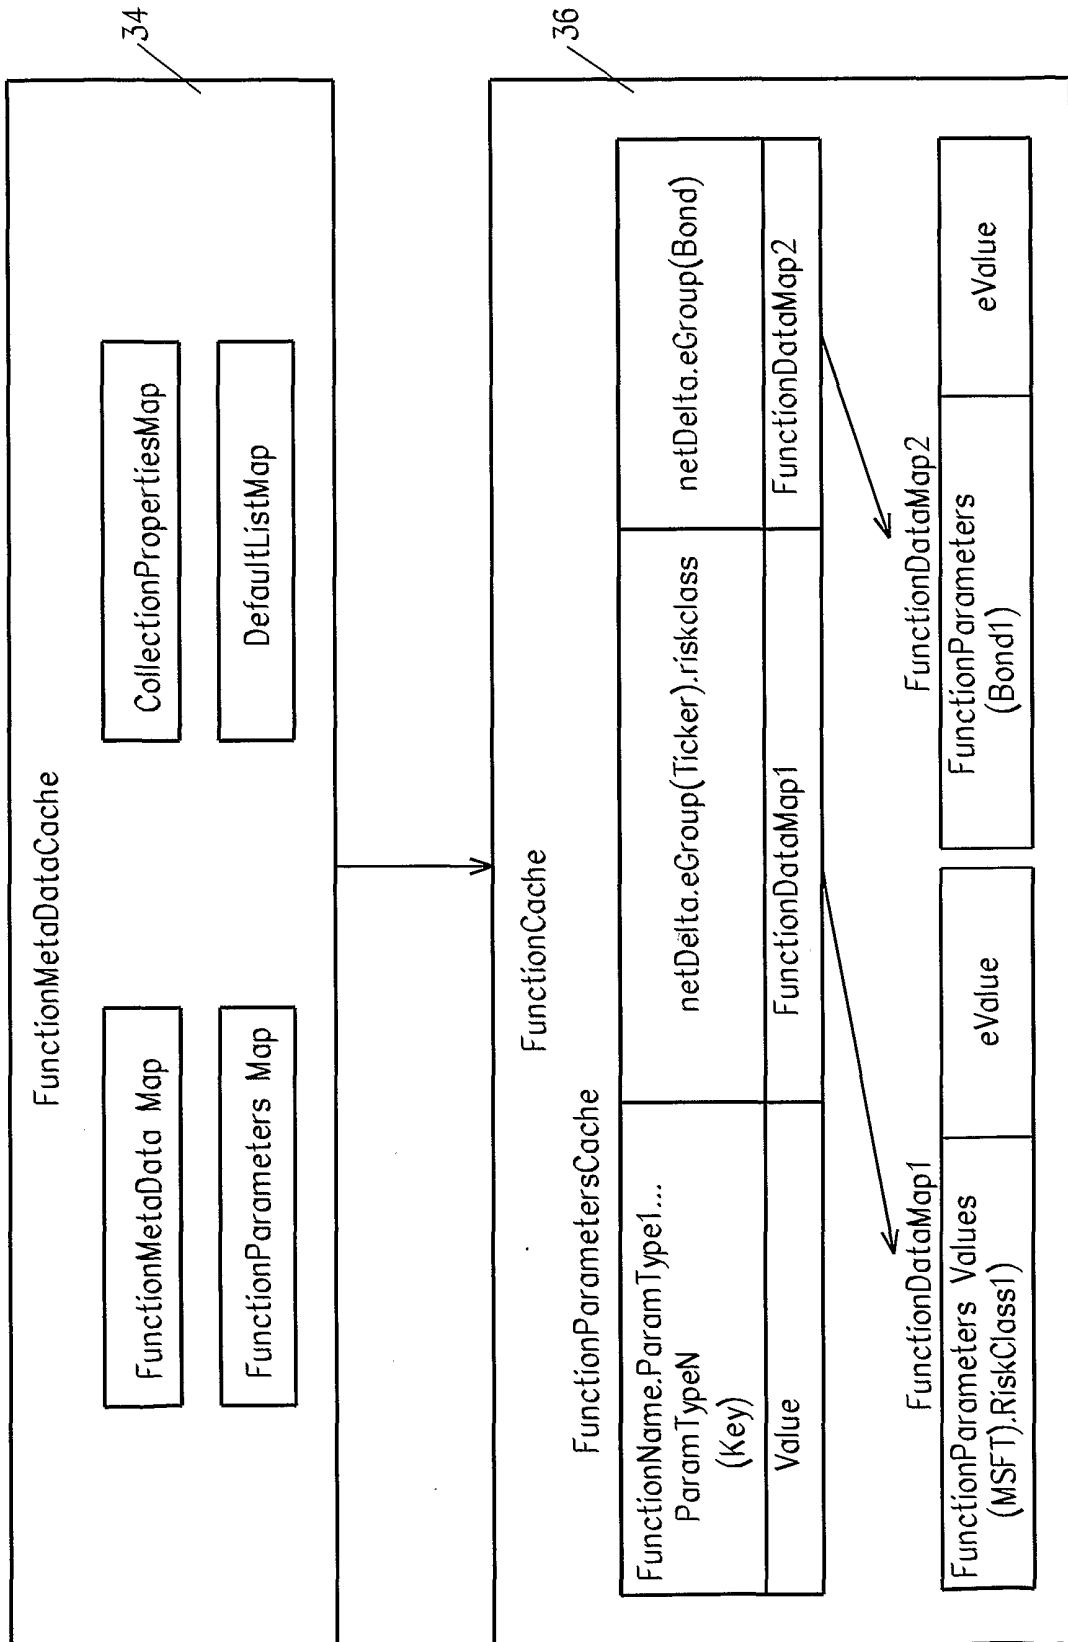 34
FunctionMetaDataCache
FunctionMetaData Map
CollectionPropertiesMap
FunctionParameters Map
DefaultListMap
36
FunctionCache
FunctionParametersCache
FunctionName.ParamType1...
ParamTypeN
(Key)
netDelta.eGroup(Ticker).riskclass
netDelta.eGroup(Bond)
Value
FunctionDataMap1
FunctionDataMap2
FunctionDataMap1
FunctionParameters Values
(MSFT).RiskClass1)
eValue
FunctionDataMap2
FunctionParameters
(Bond1)
eValue